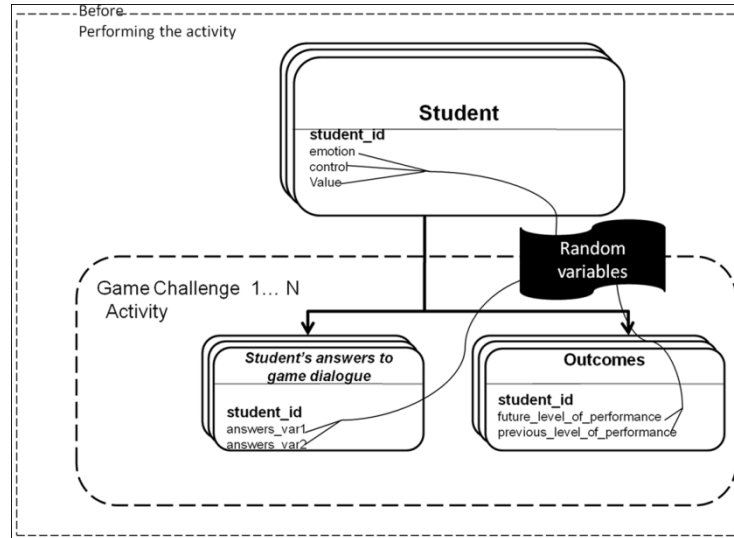 Before
Performing the activity
Student
student_id
emotion
control
Value
Random
variables
Game Challenge 1... N
Activity
Student's answers to
game dialogue
student_id
answers_var1
answers_var2
Outcomes
student_id
future_level_of_performance
previous_level_of_performance